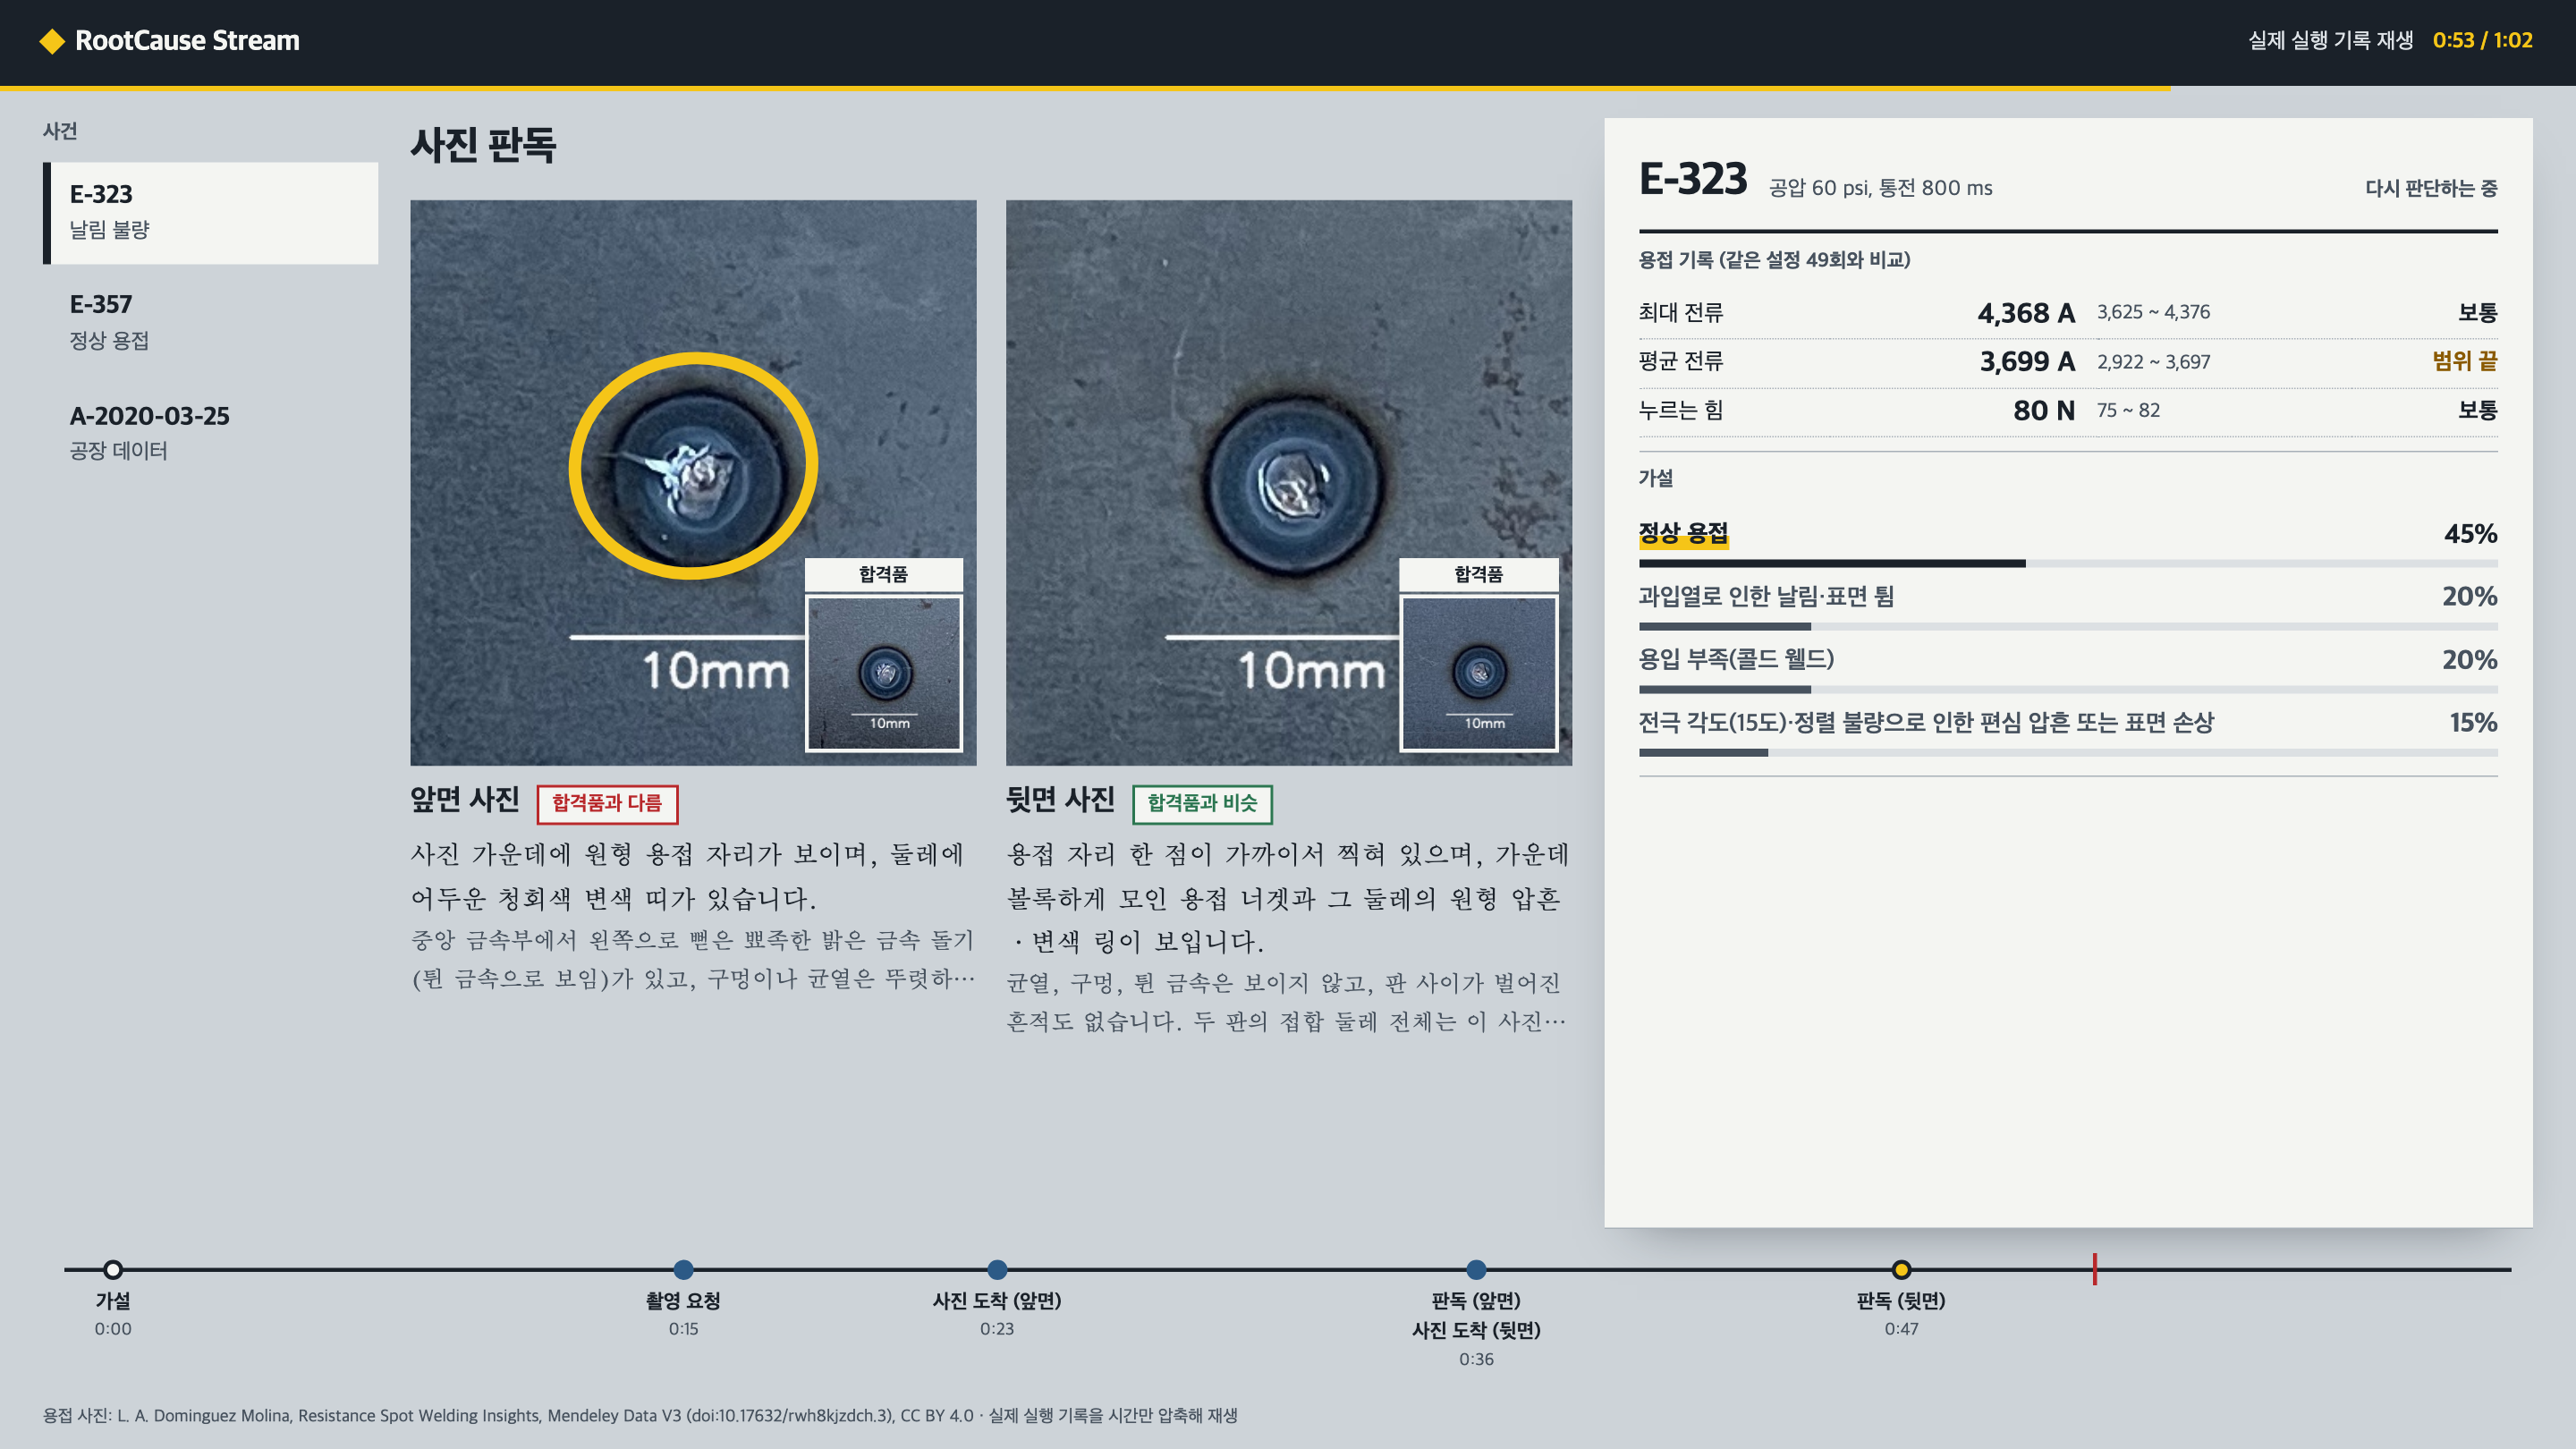 RootCause Stream
실제 실행 기록 재생 0:53 / 1:02
사건
E-323
날림 불량
E-357
정상 용접
A-2020-03-25
공장 데이터
사진 판독
합격품
10mm
10mm
합격품
10mm
10mm
앞면 사진 합격품과 다름
사진 가운데에 원형 용접 자리가 보이며, 둘레에
어두운 청회색 변색 띠가 있습니다.
중앙 금속부에서 왼쪽으로 뻗은 뾰족한 밝은 금속 돌기
(튄 금속으로 보임)가 있고, 구멍이나 균열은 뚜렷하…
뒷면 사진 합격품과 비슷
용접 자리 한 점이 가까이서 찍혀 있으며, 가운데
볼록하게 모인 용접 너겟과 그 둘레의 원형 압흔
·변색 링이 보입니다.
균열, 구멍, 튄 금속은 보이지 않고, 판 사이가 벌어진
흔적도 없습니다. 두 판의 접합 둘레 전체는 이 사진…
E-323 공압 60 psi, 통전 800 ms 다시 판단하는 중
용접 기록 (같은 설정 49회와 비교)
최대 전류 4,368 A 3,625 ~ 4,376 보통
평균 전류 3,699 A 2,922 ~ 3,697 범위 끝
누르는 힘 80 N 75 ~ 82 보통
가설
정상 용접 45%
과입열로 인한 날림·표면 튐 20%
용입 부족(콜드 웰드) 20%
전극 각도(15도)·정렬 불량으로 인한 편심 압흔 또는 표면 손상 15%
가설
0:00
촬영 요청
0:15
사진 도착 (앞면)
0:23
판독 (앞면)
사진 도착 (뒷면)
0:36
판독 (뒷면)
0:47
용접 사진: L. A. Dominguez Molina, Resistance Spot Welding Insights, Mendeley Data V3 (doi:10.17632/rwh8kjzdch.3), CC BY 4.0 · 실제 실행 기록을 시간만 압축해 재생